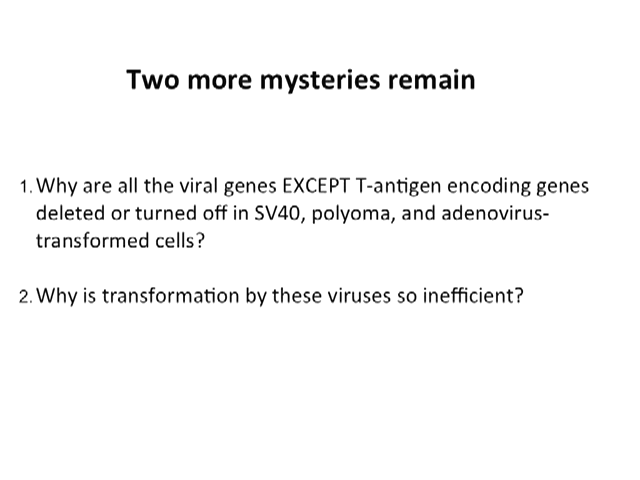 Two more mysteries remain
1. Why are all the viral genes EXCEPT T-antigen encoding genes
deleted or turned off in SV40, polyoma, and adenovirus-
transformed cells?
2. Why is transformation by these viruses so inefficient?